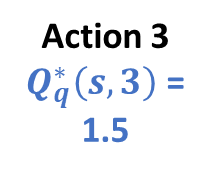 Action 3
Q*q(s, 3) =
1.5